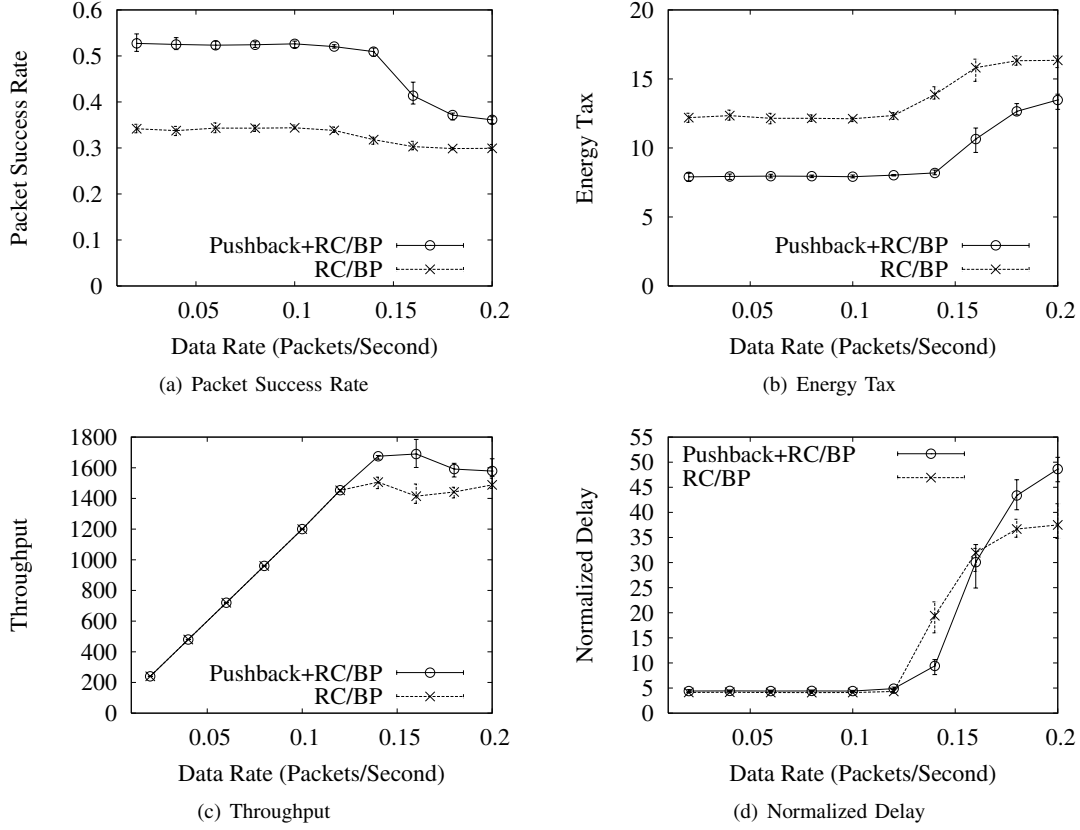 0.6
0.5
0.4
0.3
0.2
0.1
0
Packet Success Rate
Pushback+RC/BP
RC/BP
0.05 0.1 0.15 0.2
Data Rate (Packets/Second)
(a) Packet Success Rate
20
15
10
5
0
Energy Tax
Pushback+RC/BP
RC/BP
0.05 0.1 0.15 0.2
Data Rate (Packets/Second)
(b) Energy Tax
1800
1600
1400
1200
1000
800
600
400
200
0
Throughput
Pushback+RC/BP
RC/BP
0.05 0.1 0.15 0.2
Data Rate (Packets/Second)
(c) Throughput
55
50
45
40
35
30
25
20
15
10
5
0
Normalized Delay
Pushback+RC/BP
RC/BP
0.05 0.1 0.15 0.2
Data Rate (Packets/Second)
(d) Normalized Delay